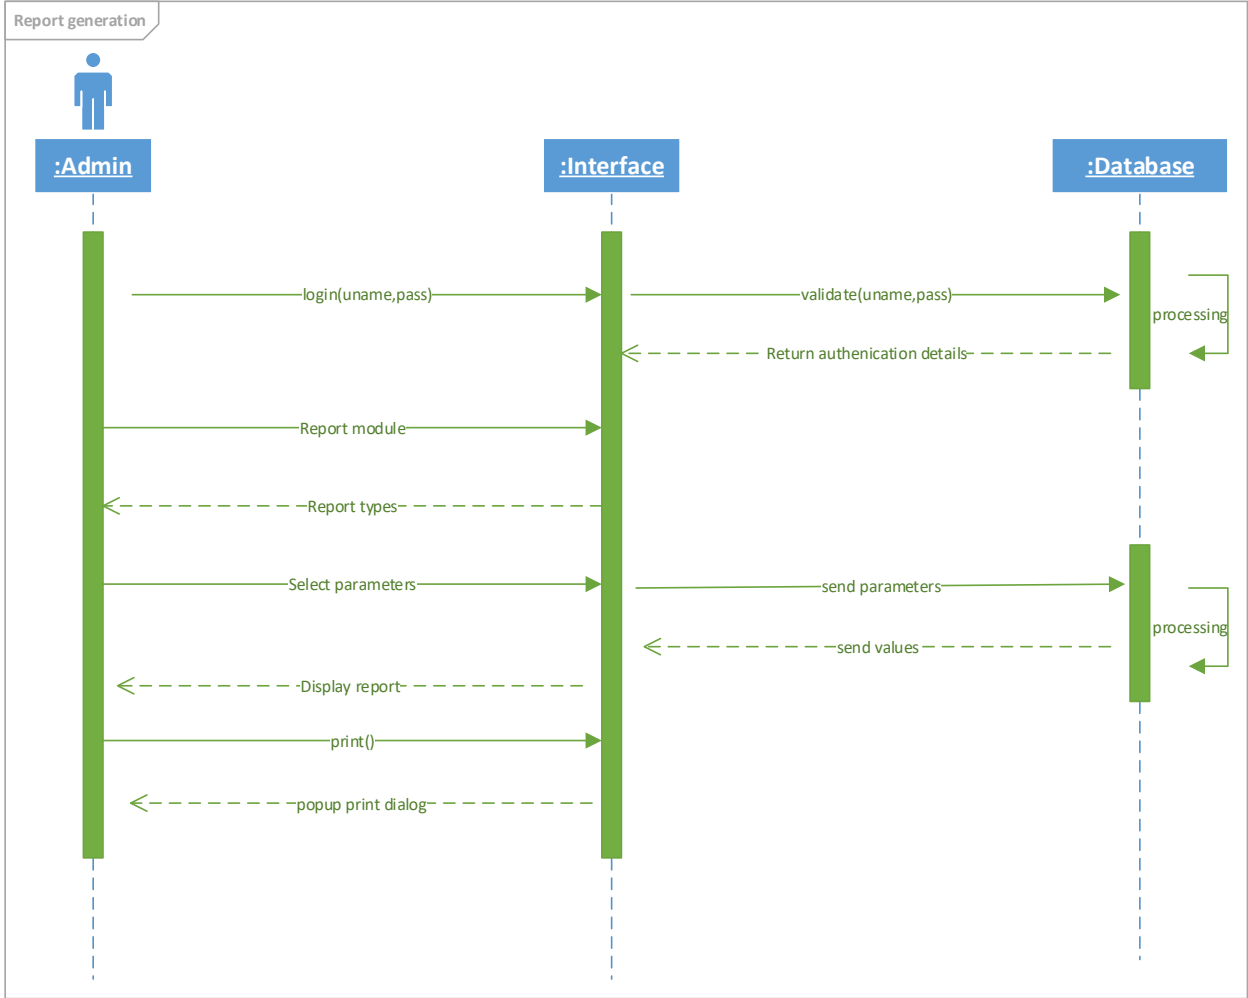 Report generation
:Admin
:Interface
:Database
login(uname,pass)
validate(uname,pass)
processing
Return authenication details
Report module
Report types
Select parameters
send parameters
processing
send values
Display report
print()
popup print dialog